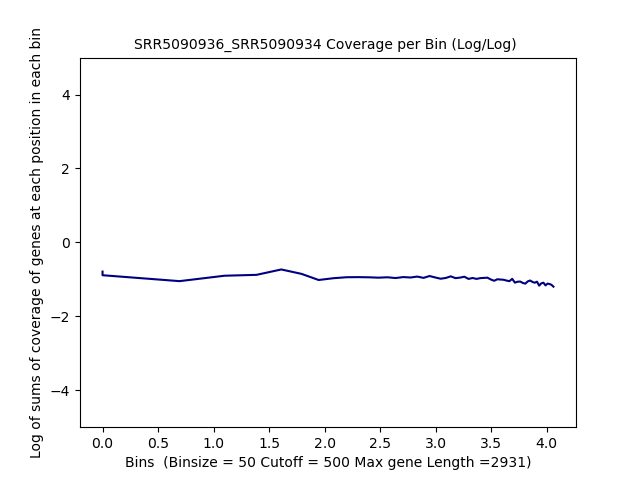 SRR5090936_SRR5090934 Coverage per Bin (Log/Log)
Log of sums of coverage of genes at each position in each bin
4
2
0
−2
−4
0.0 0.5 1.0 1.5 2.0 2.5 3.0 3.5 4.0
Bins  (Binsize = 50 Cutoff = 500 Max gene Length =2931)